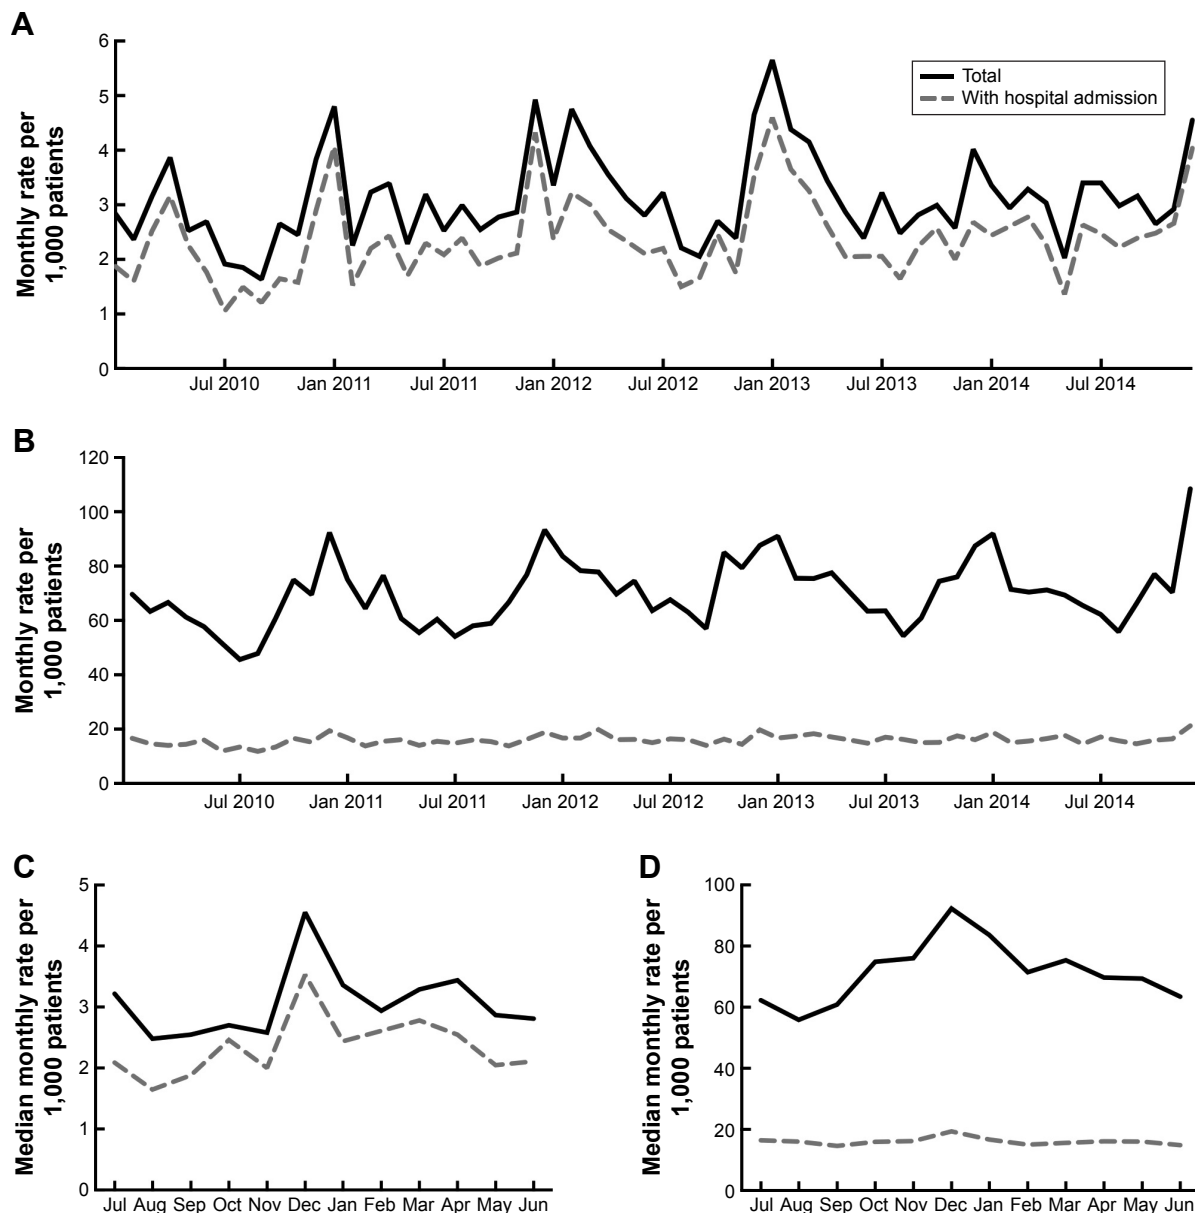 A
Monthly rate per
1,000 patients
6
5
4
3
2
1
0
Total
With hospital admission
Jul 2010 Jan 2011 Jul 2011 Jan 2012 Jul 2012 Jan 2013 Jul 2013 Jan 2014 Jul 2014
B
Monthly rate per
1,000 patients
120
100
80
60
40
20
0
Jul 2010 Jan 2011 Jul 2011 Jan 2012 Jul 2012 Jan 2013 Jul 2013 Jan 2014 Jul 2014
C
Median monthly rate per
1,000 patients
5
4
3
2
1
0
Jul Aug Sep Oct Nov Dec Jan Feb Mar Apr May Jun
D
Median monthly rate per
1,000 patients
100
80
60
40
20
0
Jul Aug Sep Oct Nov Dec Jan Feb Mar Apr May Jun